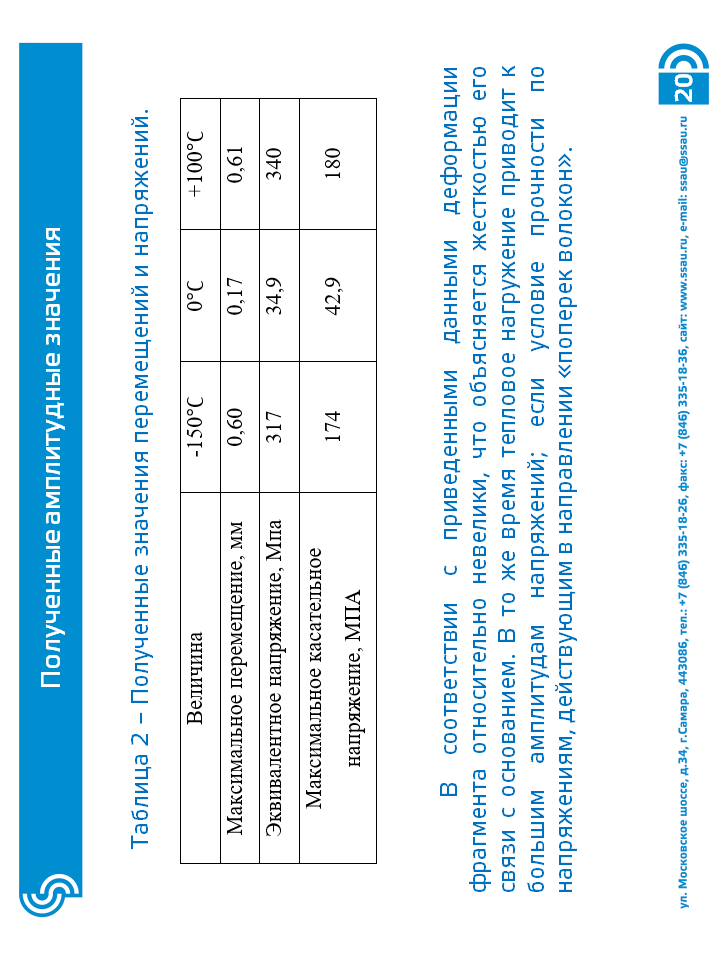 Полученные амплитудные значения
Таблица 2 – Полученные значения перемещений и напряжений.
Величина -150°C 0°C +100°C
Максимальное перемещение, мм 0,60 0,17 0,61
Эквивалентное напряжение, Мпа 317 34,9 340
Максимальное касательное
напряжение, МПА 174 42,9 180
В соответствии с приведенными данными деформации
фрагмента относительно невелики, что объясняется жесткостью его
связи с основанием. В то же время тепловое нагружение приводит к
большим амплитудам напряжений; если условие прочности по
напряжениям, действующим в направлении «поперек волокон».
ул. Московское шоссе, д.34, г.Самара, 443086, тел.: +7 (846) 335-18-26, факс: +7 (846) 335-18-36, сайт: www.ssau.ru, e-mail: ssau@ssau.ru
20